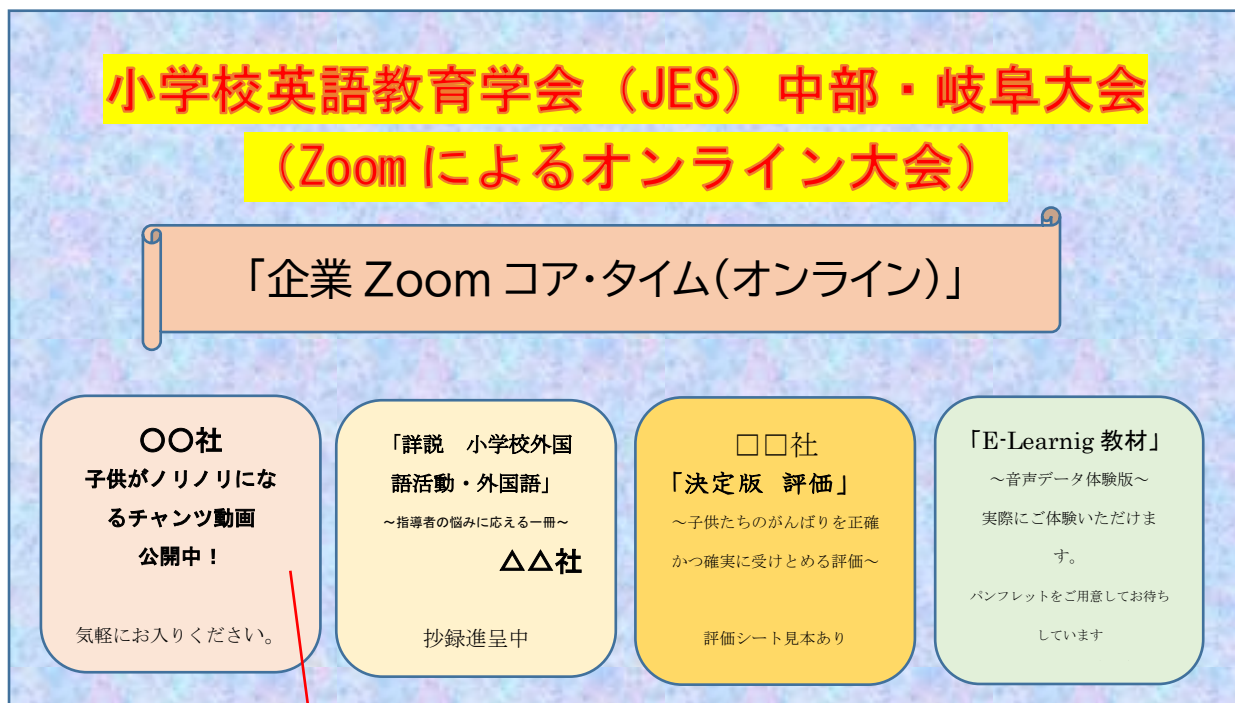 小学校英語教育学会（JES）中部・岐阜大会
（Zoomによるオンライン大会）
「企業 Zoom コア・タイム(オンライン)」
〇〇社
子供がノリノリにな
るチャンツ動画
公開中！
気軽にお入りください。
「詳説　小学校外国
語活動・外国語」
～指導者の悩みに応える一冊～
△△社
抄録進呈中
□□社
「決定版 評価」
～子供たちのがんばりを正確
かつ確実に受けとめる評価～
評価シート見本あり
「E-Learnig 教材」
～音声データ体験版～
実際にご体験いただけま
す。
パンフレットをご用意してお待ち
しています